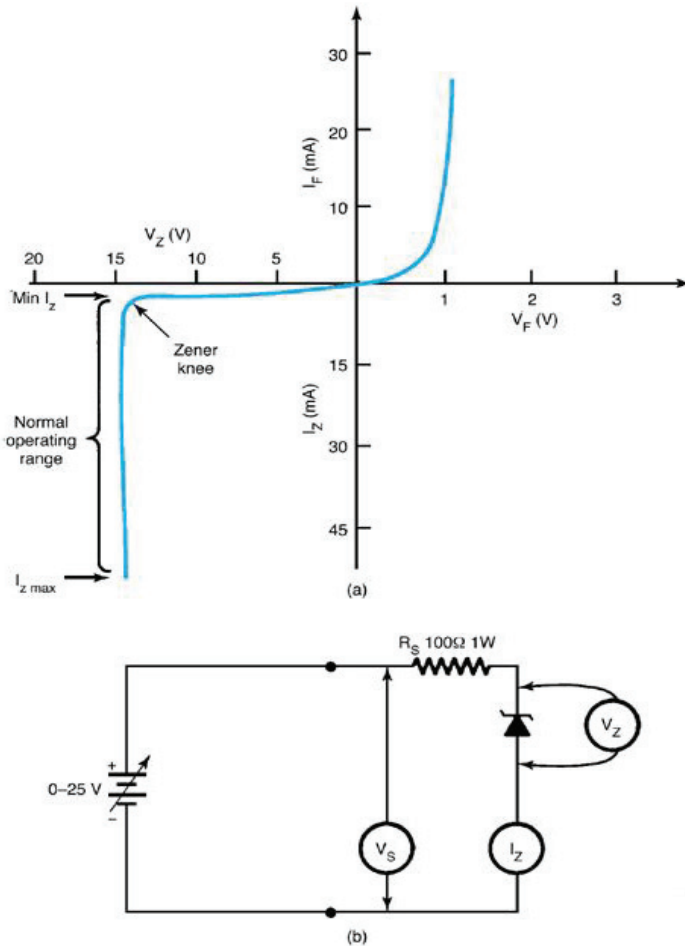 30
20
I_F (mA)
10
V_Z (V)
20 15 10 5
1 2 3
V_F (V)
Min I_z
Zener
knee
15
Normal
operating
range
I_Z (mA)
30
45
I_z max
(a)
R_S 100Ω 1W
V_Z
+
0–25 V
−
V_S
I_Z
(b)